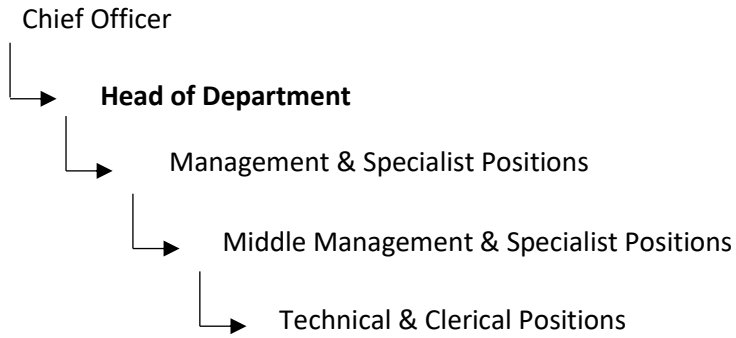 Chief Officer
Head of Department
Management & Specialist Positions
Middle Management & Specialist Positions
Technical & Clerical Positions